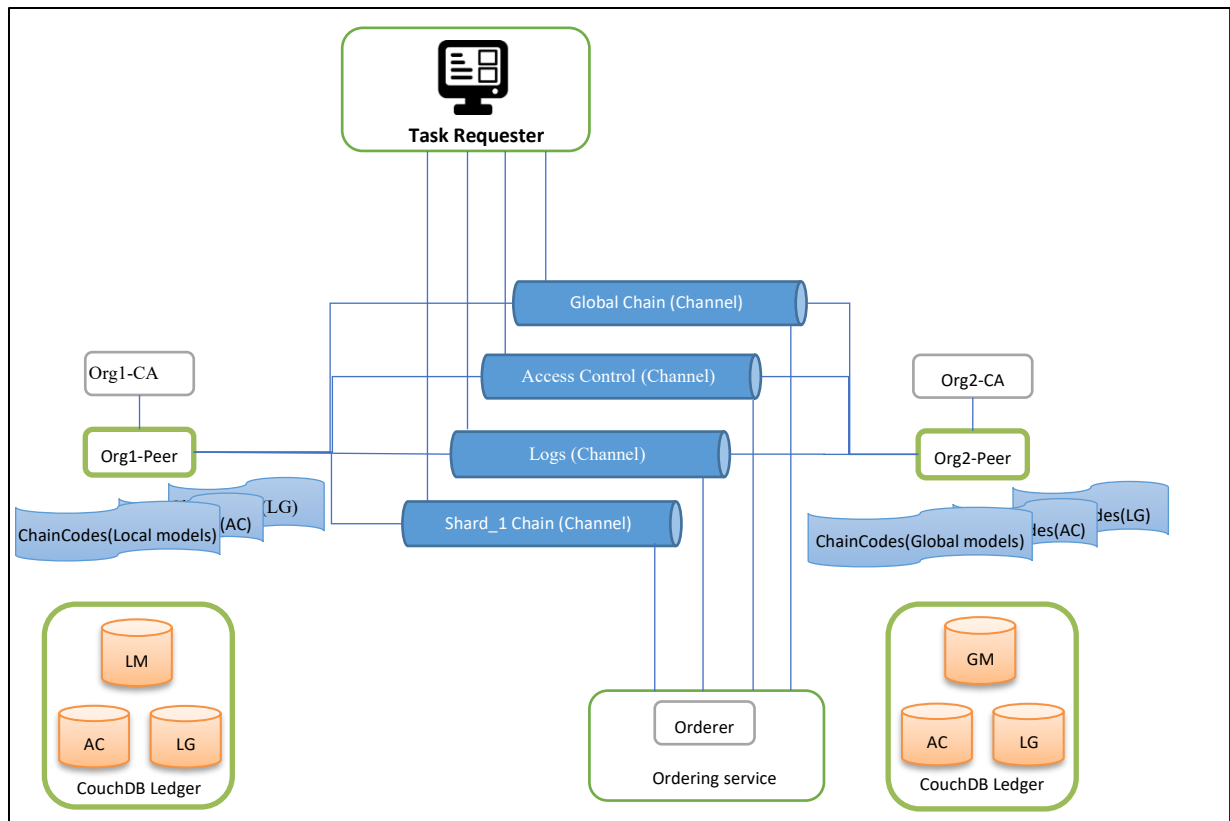 Task Requester
Global Chain (Channel)
Org1-CA
Access Control (Channel)
Org2-CA
Org1-Peer
Logs (Channel)
Org2-Peer
(LG)
(AC)
ChainCodes(Local models)
Shard_1 Chain (Channel)
des(LG)
des(AC)
ChainCodes(Global models)
LM
AC
LG
CouchDB Ledger
Orderer
Ordering service
GM
AC
LG
CouchDB Ledger